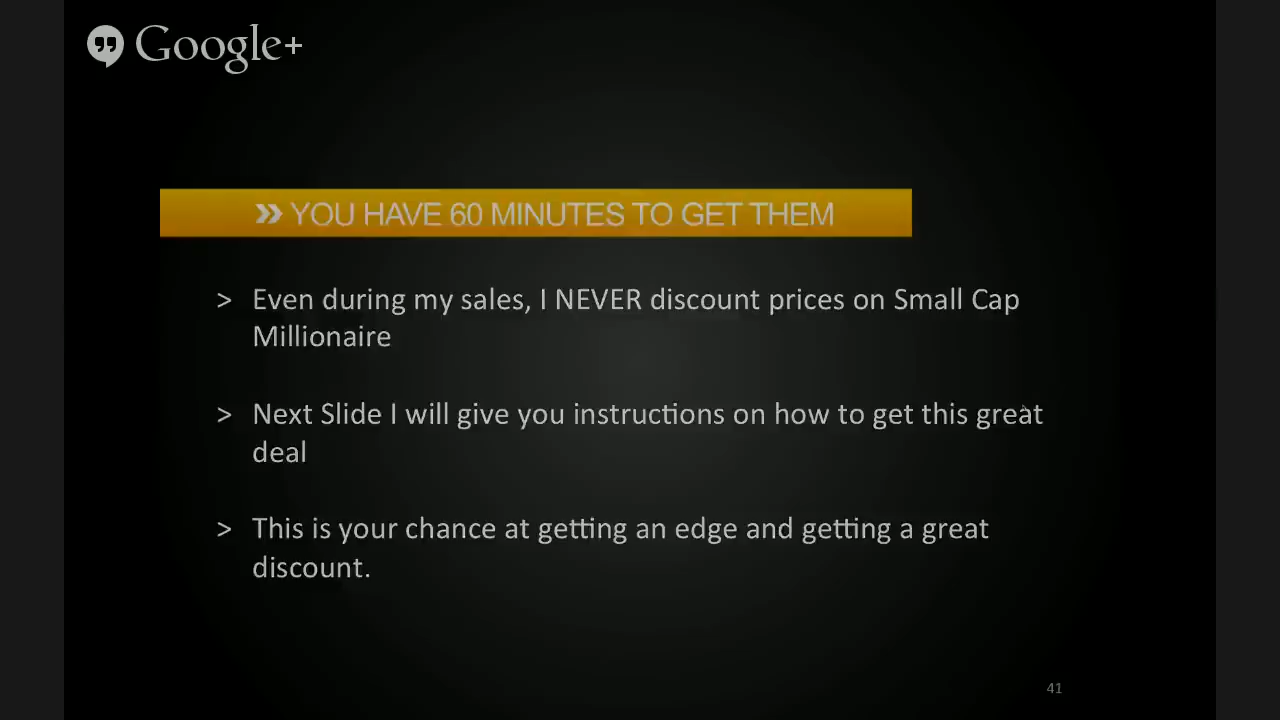 Google+
» YOU HAVE 60 MINUTES TO GET THEM
> Even during my sales, I NEVER discount prices on Small Cap
Millionaire
> Next Slide I will give you instructions on how to get this great
deal
> This is your chance at getting an edge and getting a great
discount.
41